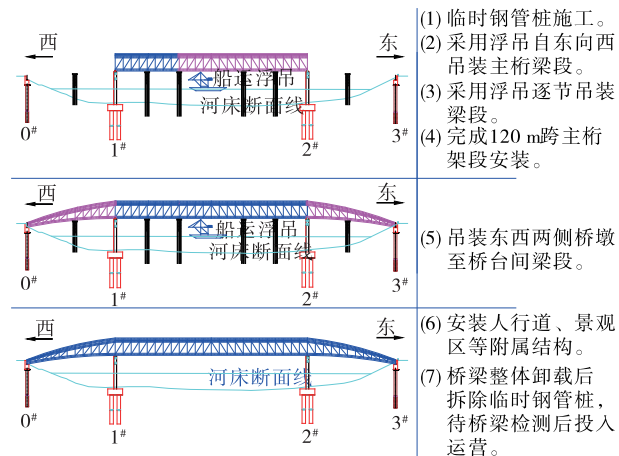 西
东
船运浮吊
河床断面线
0#
1#
2#
3#
(1) 临时钢管桩施工。
(2) 采用浮吊自东向西
吊装主桁梁段。
(3) 采用浮吊逐节吊装
梁段。
(4) 完成120 m跨主桁
架段安装。
西
东
船运浮吊
河床断面线
0#
1#
2#
3#
(5) 吊装东西两侧桥墩
至桥台间梁段。
西
东
河床断面线
0#
1#
2#
3#
(6) 安装人行道、景观
区等附属结构。
(7) 桥梁整体卸载后
拆除临时钢管桩,
待桥梁检测后投入
运营。